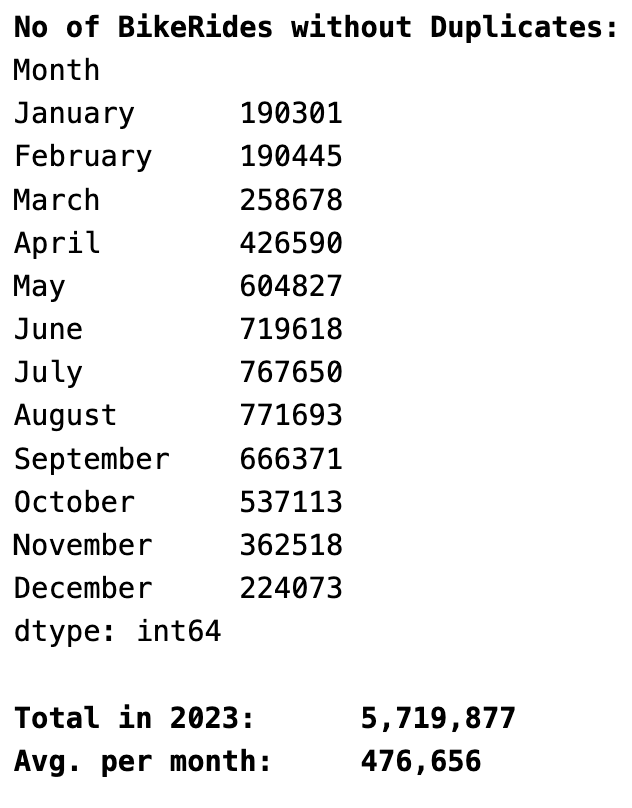 No of BikeRides without Duplicates:
Month
January 190301
February 190445
March 258678
April 426590
May 604827
June 719618
July 767650
August 771693
September 666371
October 537113
November 362518
December 224073
dtype: int64
Total in 2023: 5,719,877
Avg. per month: 476,656